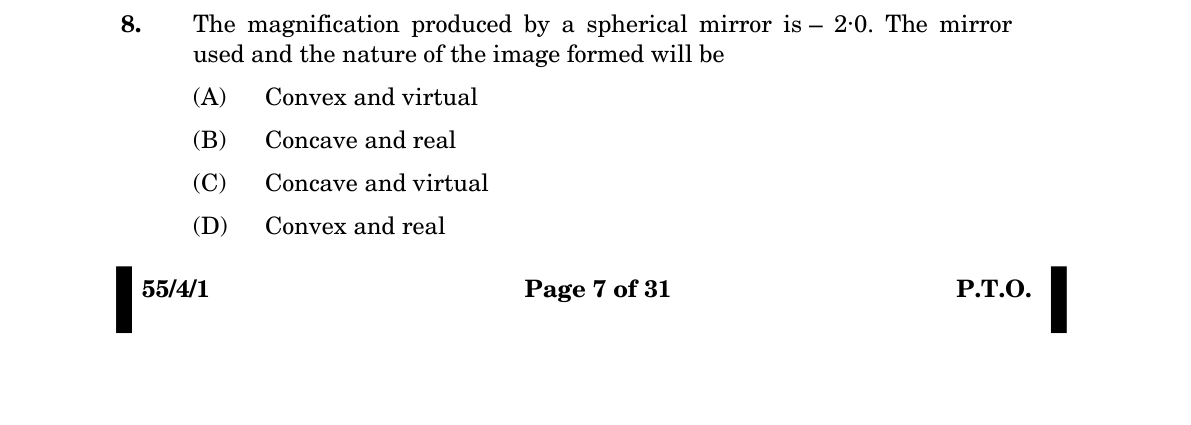 8. The magnification produced by a spherical mirror is – 2·0. The mirror
used and the nature of the image formed will be
(A) Convex and virtual
(B) Concave and real
(C) Concave and virtual
(D) Convex and real
55/4/1 Page 7 of 31 P.T.O.